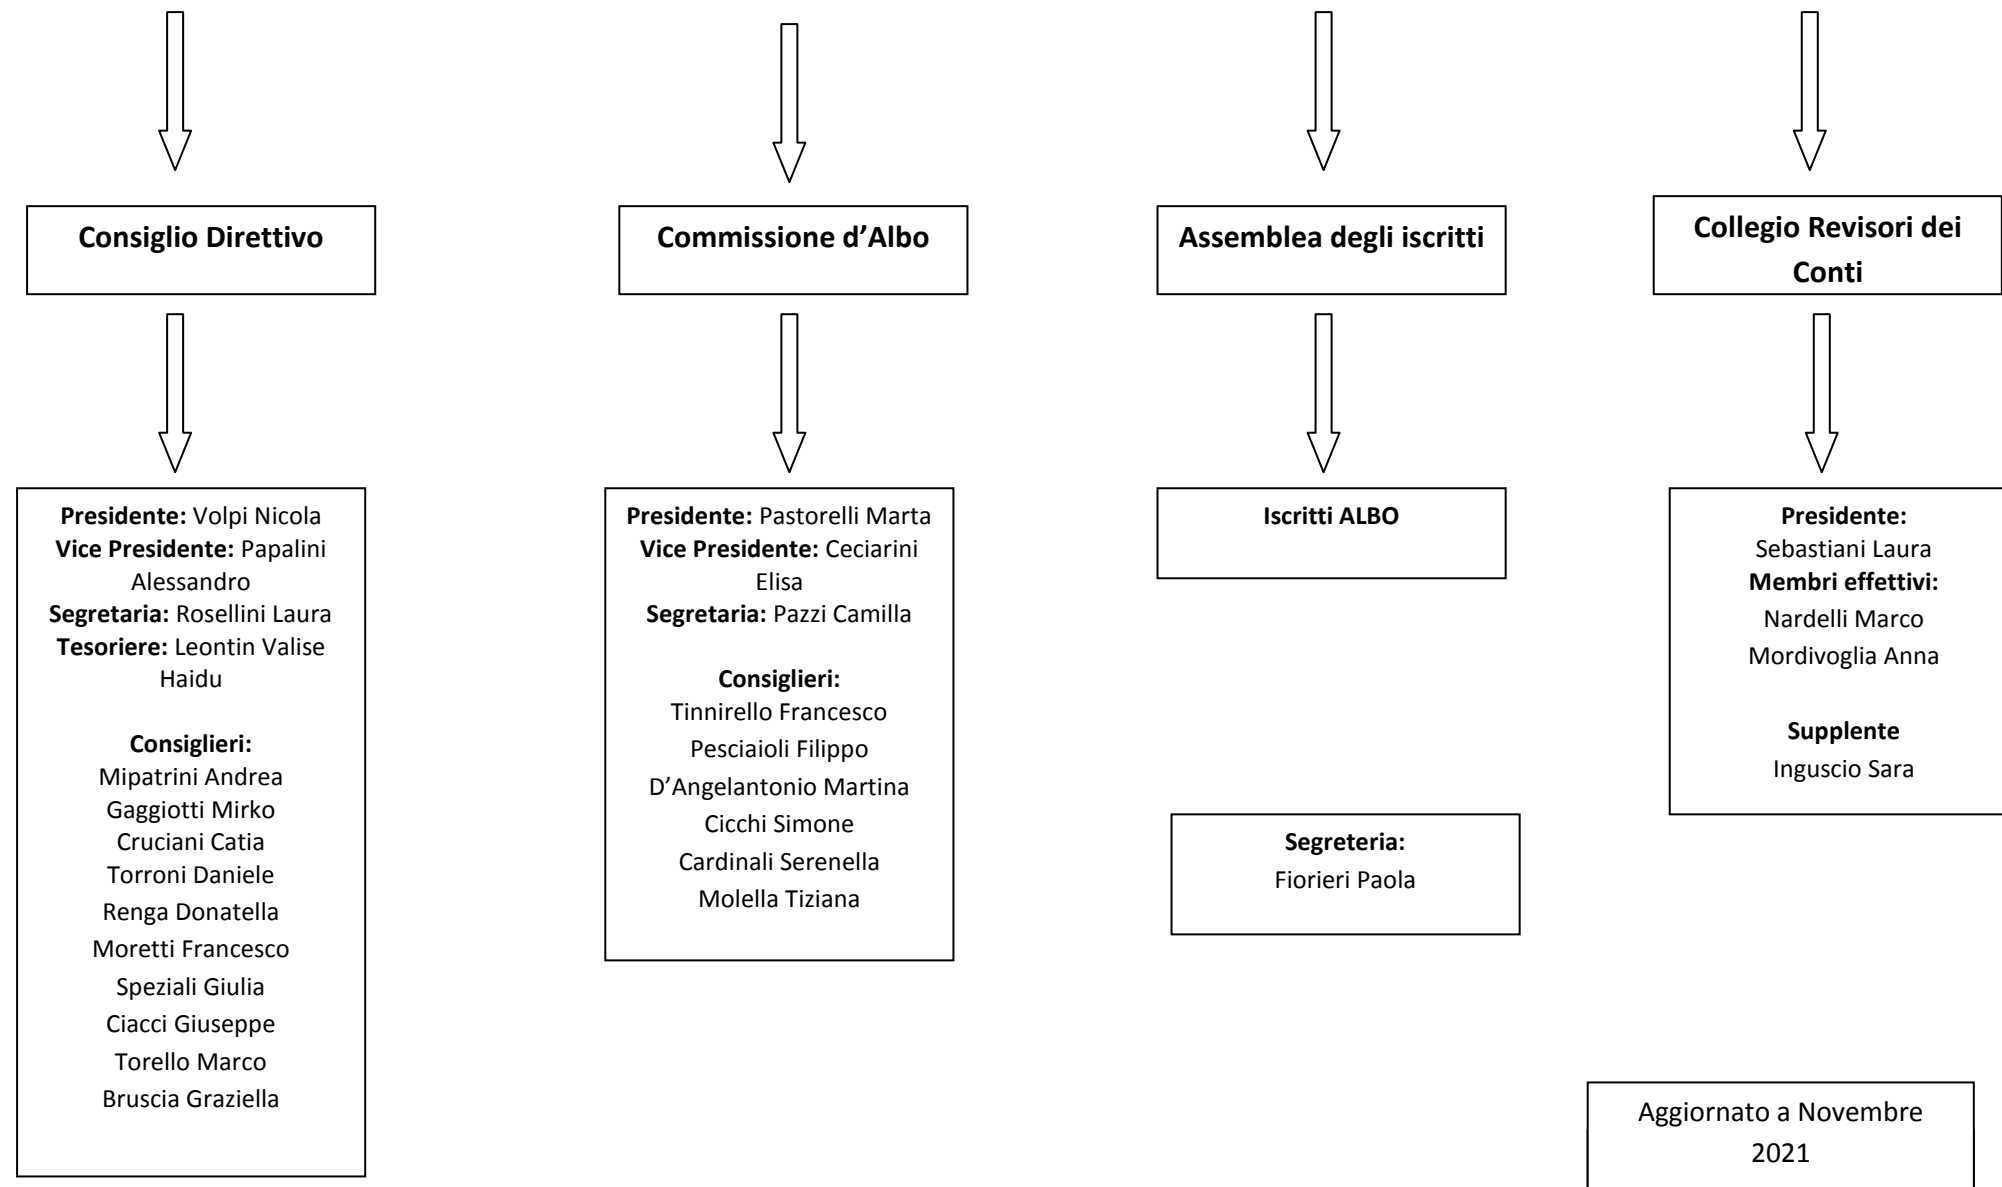 Consiglio Direttivo
Commissione d’Albo
Assemblea degli iscritti
Collegio Revisori dei
Conti
Presidente: Volpi Nicola
Vice Presidente: Papalini
Alessandro
Segretaria: Rosellini Laura
Tesoriere: Leontin Valise
Haidu
Consiglieri:
Mipatrini Andrea
Gaggiotti Mirko
Cruciani Catia
Torroni Daniele
Renga Donatella
Moretti Francesco
Speziali Giulia
Ciacci Giuseppe
Torello Marco
Bruscia Graziella
Presidente: Pastorelli Marta
Vice Presidente: Ceciarini
Elisa
Segretaria: Pazzi Camilla
Consiglieri:
Tinnirello Francesco
Pesciaioli Filippo
D’Angelantonio Martina
Cicchi Simone
Cardinali Serenella
Molella Tiziana
Iscritti ALBO
Segreteria:
Fiorieri Paola
Presidente:
Sebastiani Laura
Membri effettivi:
Nardelli Marco
Mordivoglia Anna
Supplente
Inguscio Sara
Aggiornato a Novembre
2021